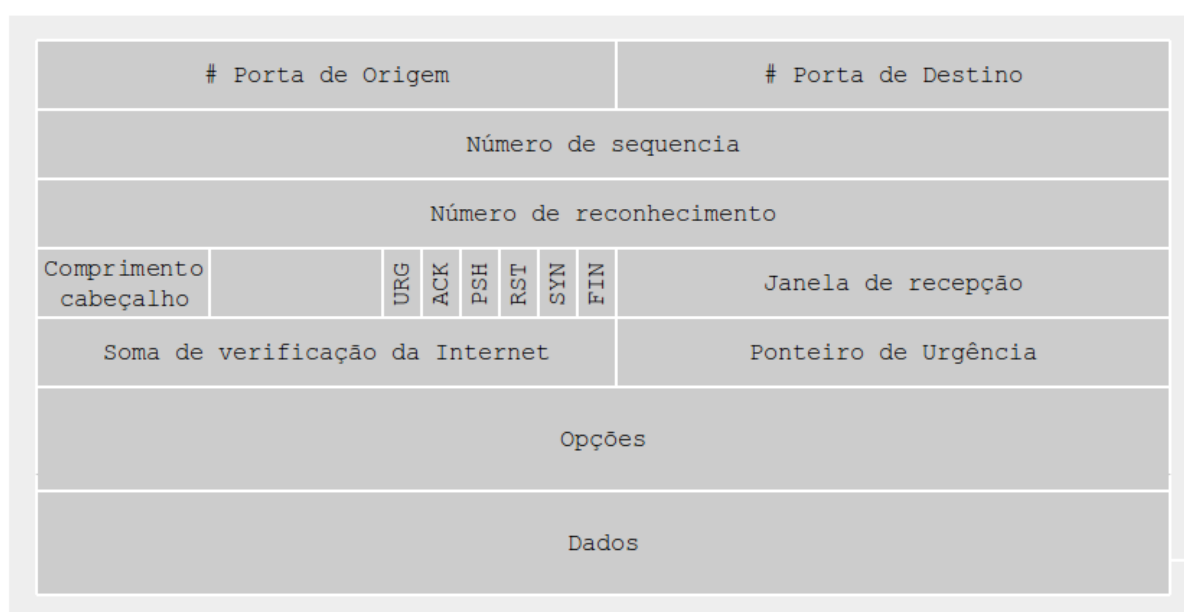 # Porta de Origem
# Porta de Destino
Número de sequencia
Número de reconhecimento
Comprimento
cabeçalho
URG
ACK
PSH
RST
SYN
FIN
Janela de recepção
Soma de verificação da Internet
Ponteiro de Urgência
Opções
Dados